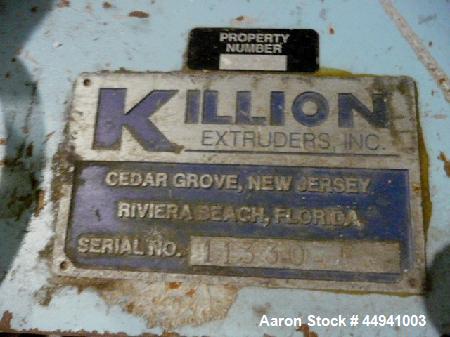 PROPERTY
NUMBER
KILLION
EXTRUDERS, INC.
CEDAR GROVE, NEW JERSEY
RIVIERA BEACH, FLORIDA
SERIAL NO.
Aaron Stock # 44941003